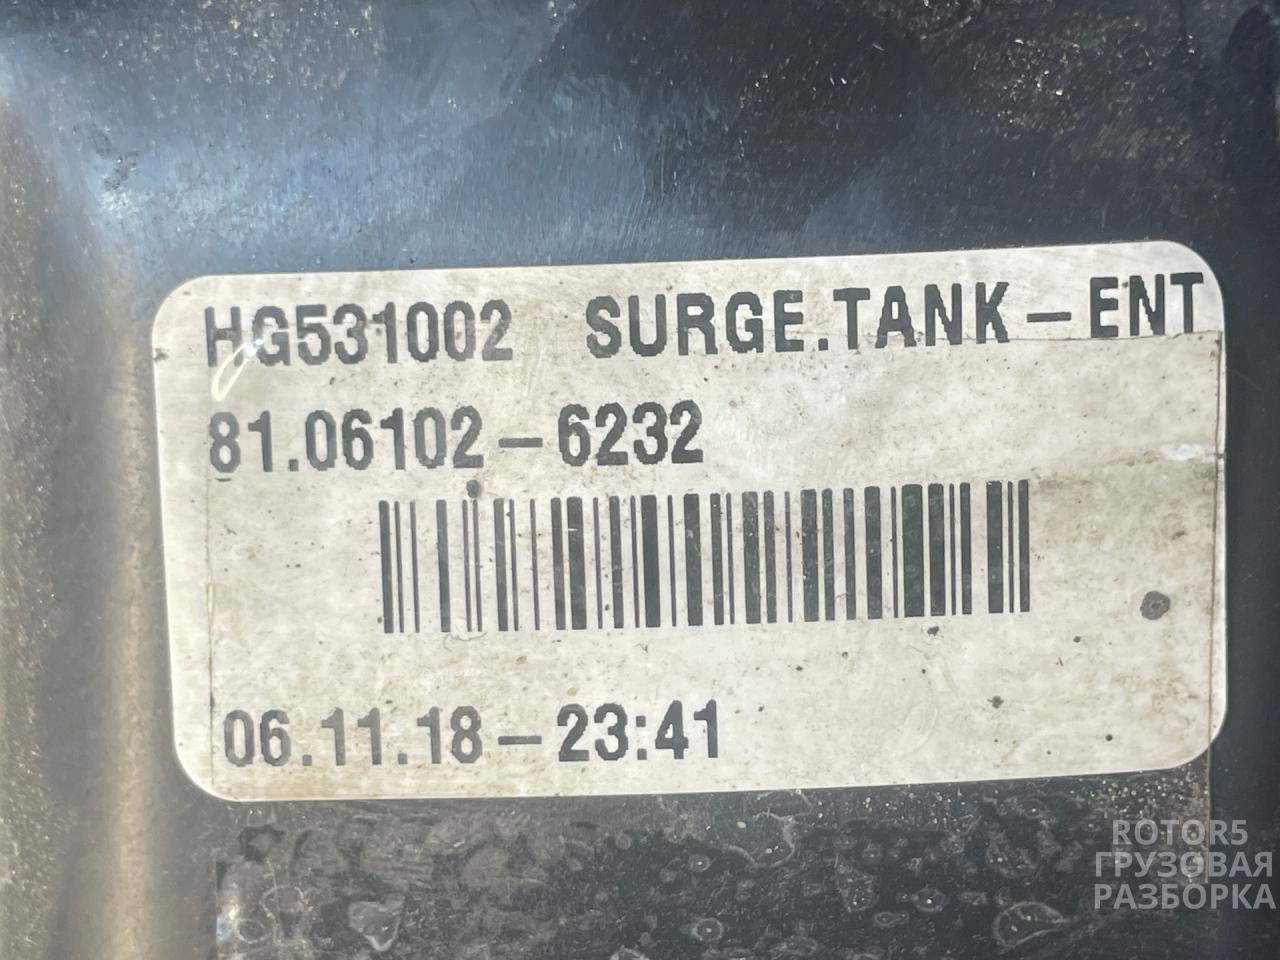 HG531002 SURGE.TANK-ENT
81.06102-6232
06.11.18-23:41
ROTOR5
ГРУЗОВАЯ
РАЗБОРКА